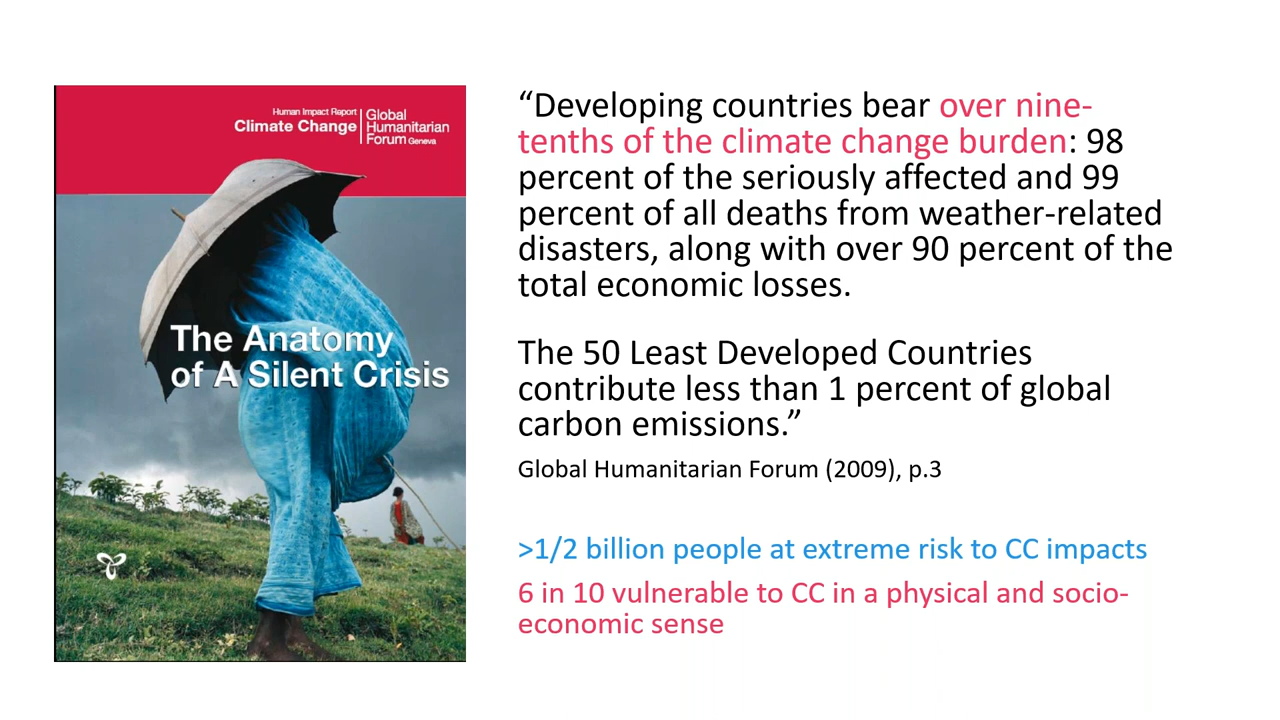 Human Impact Report
Climate Change
Global
Humanitarian
Forum Geneva
The Anatomy
of A Silent Crisis
“Developing countries bear over nine-
tenths of the climate change burden: 98
percent of the seriously affected and 99
percent of all deaths from weather-related
disasters, along with over 90 percent of the
total economic losses.
The 50 Least Developed Countries
contribute less than 1 percent of global
carbon emissions.”
Global Humanitarian Forum (2009), p.3
>1/2 billion people at extreme risk to CC impacts
6 in 10 vulnerable to CC in a physical and socio-
economic sense